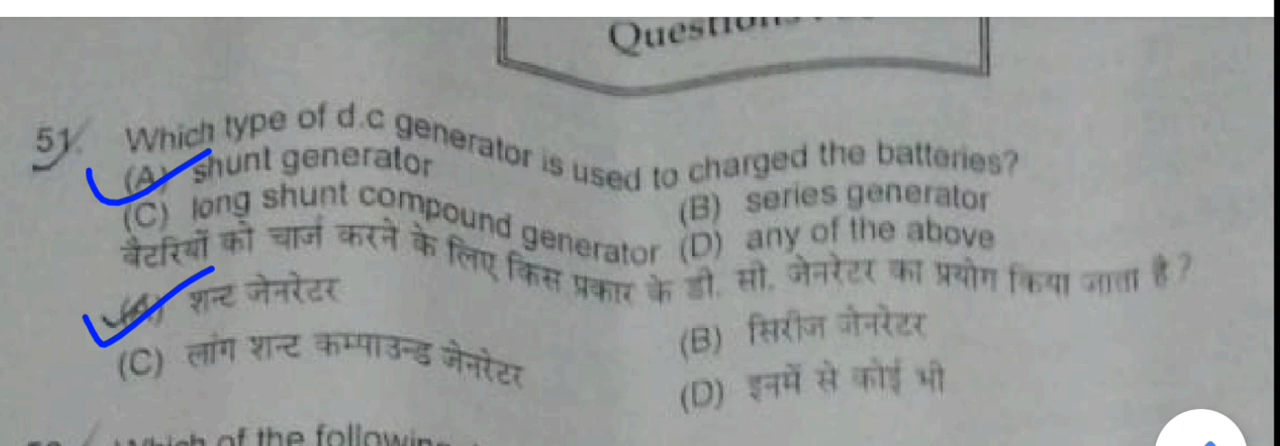 51. Which type of d.c generator is used to charged the batteries?
(A) shunt generator (B) series generator
(C) long shunt compound generator (D) any of the above
बैटरियों को चार्ज करने के लिए किस प्रकार के डी. सी. जेनरेटर का प्रयोग किया जाता है ?
(A) शन्ट जेनरेटर (B) सिरीज जेनरेटर
(C) लांग शन्ट कम्पाउन्ड जेनरेटर (D) इनमें से कोई भी
Which of the following